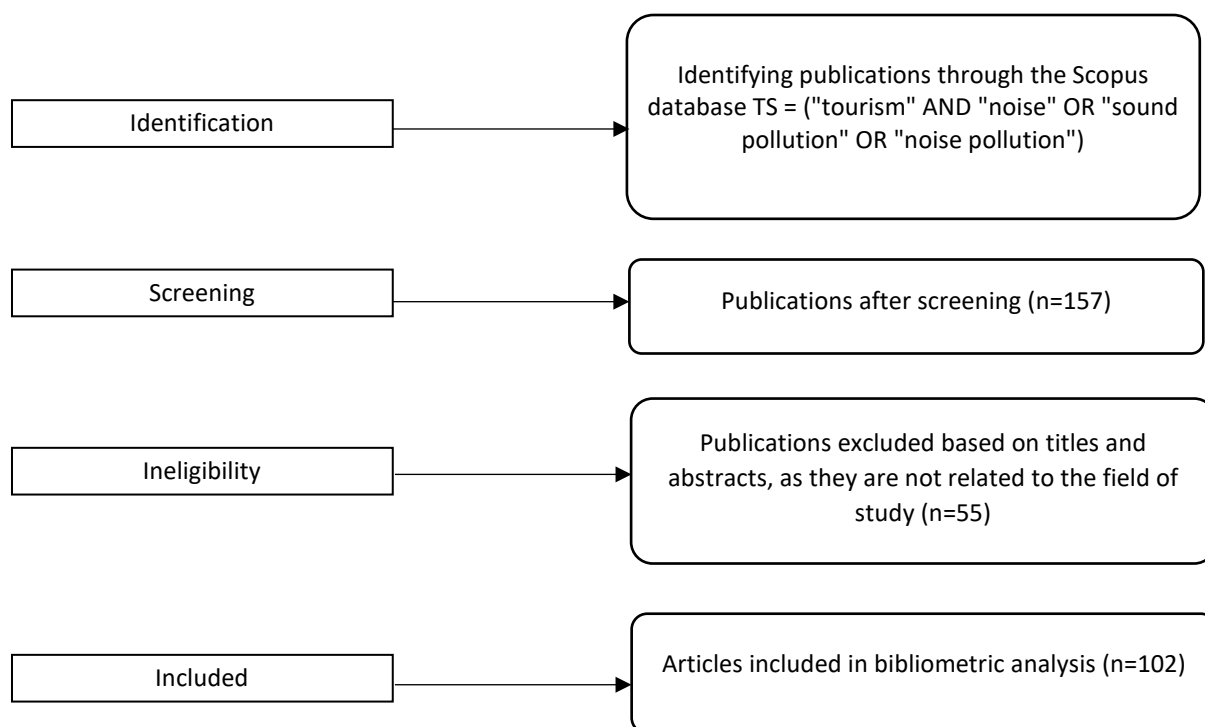 Identification
Identifying publications through the Scopus
database TS = ("tourism" AND "noise" OR "sound
pollution" OR "noise pollution")
Screening
Publications after screening (n=157)
Ineligibility
Publications excluded based on titles and
abstracts, as they are not related to the field of
study (n=55)
Included
Articles included in bibliometric analysis (n=102)